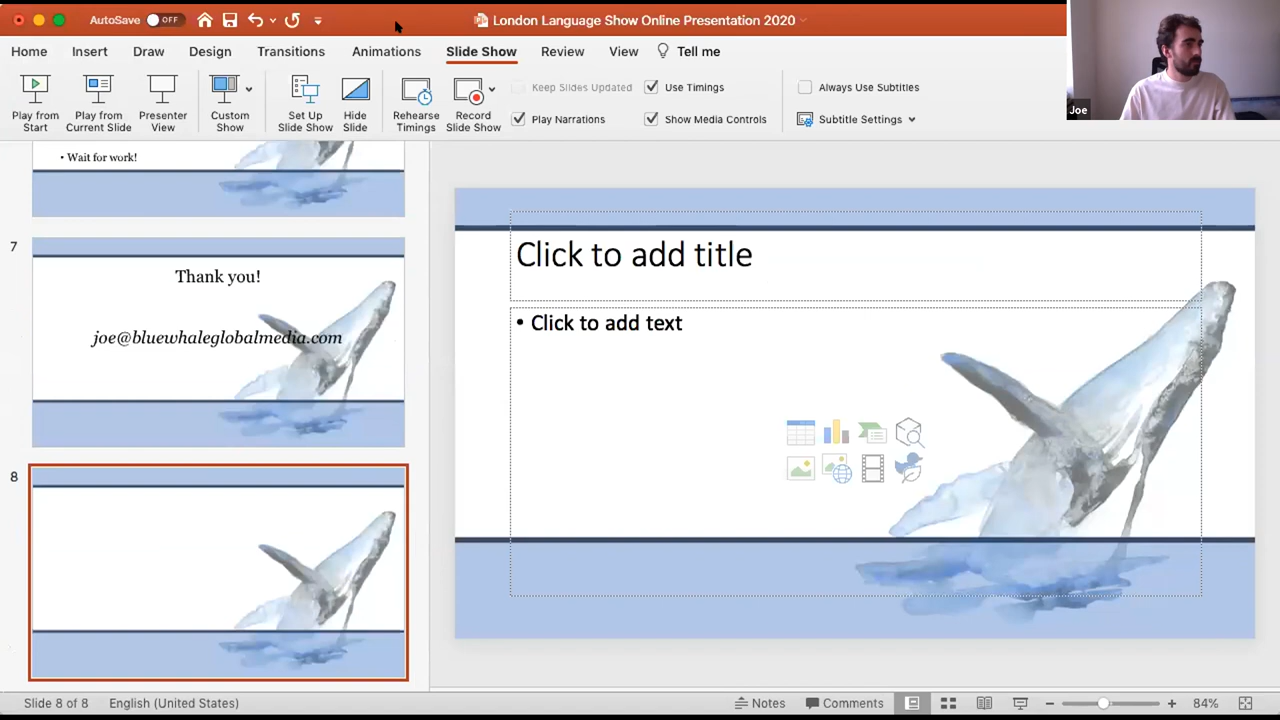 AutoSave OFF
London Language Show Online Presentation 2020
Home Insert Draw Design Transitions Animations Slide Show Review View Tell me
Play from Start
Play from Current Slide
Presenter View
Custom Show
Set Up Slide Show
Hide Slide
Rehearse Timings
Record Slide Show
Keep Slides Updated
Use Timings
Play Narrations
Show Media Controls
Always Use Subtitles
Subtitle Settings
Joe
• Wait for work!
7
Thank you!
joe@bluewhaleglobalmedia.com
8
Click to add title
• Click to add text
Slide 8 of 8 English (United States) Notes Comments 84%